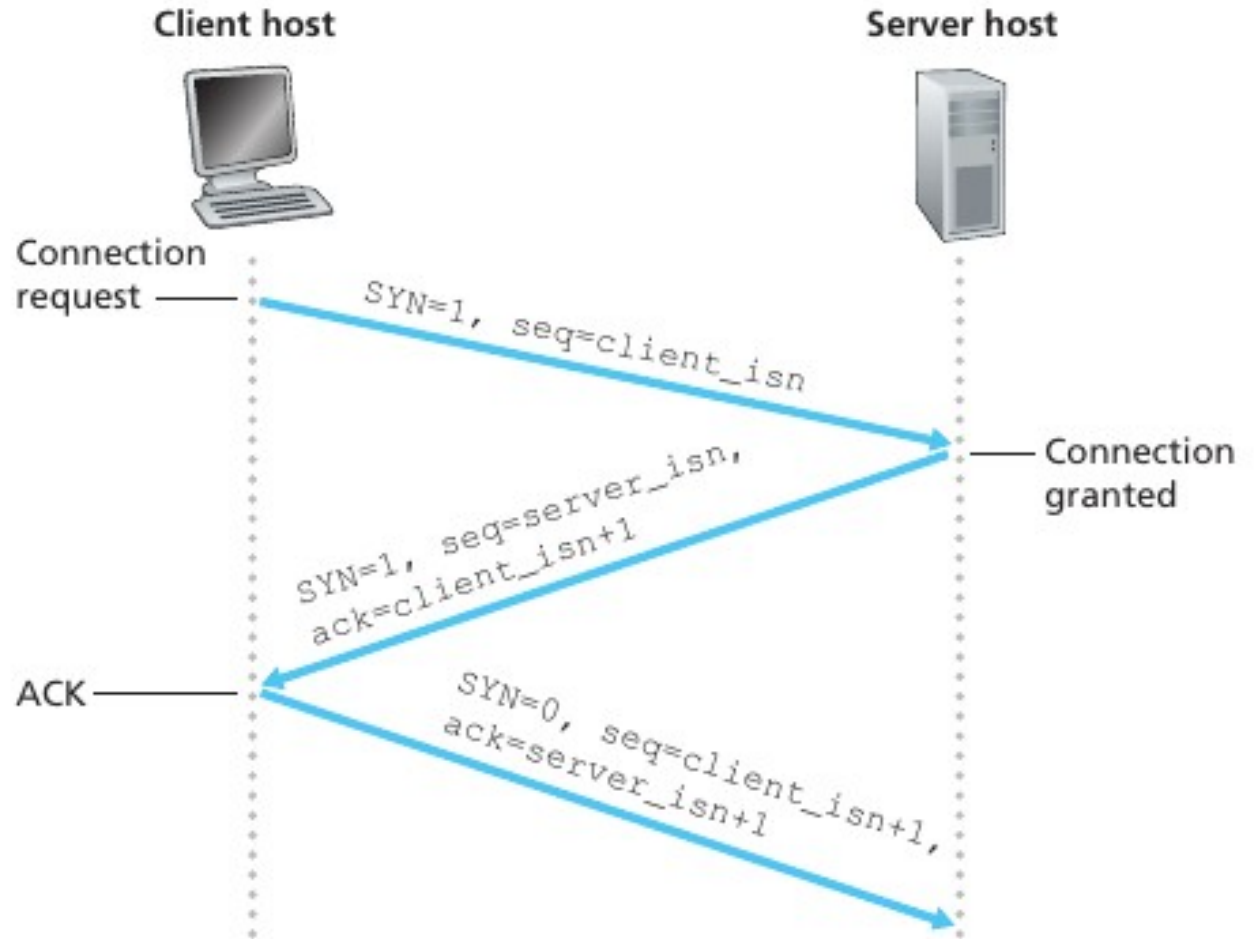 Client host
Server host
Connection
request
SYN=1, seq=client_isn
Connection
granted
SYN=1, seq=server_isn,
ack=client_isn+1
ACK
SYN=0, seq=client_isn+1,
ack=server_isn+1